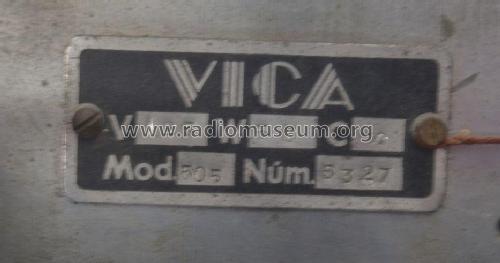 VICA
V W C
www.radiomuseum.org
Mod. 505 Núm. 5327